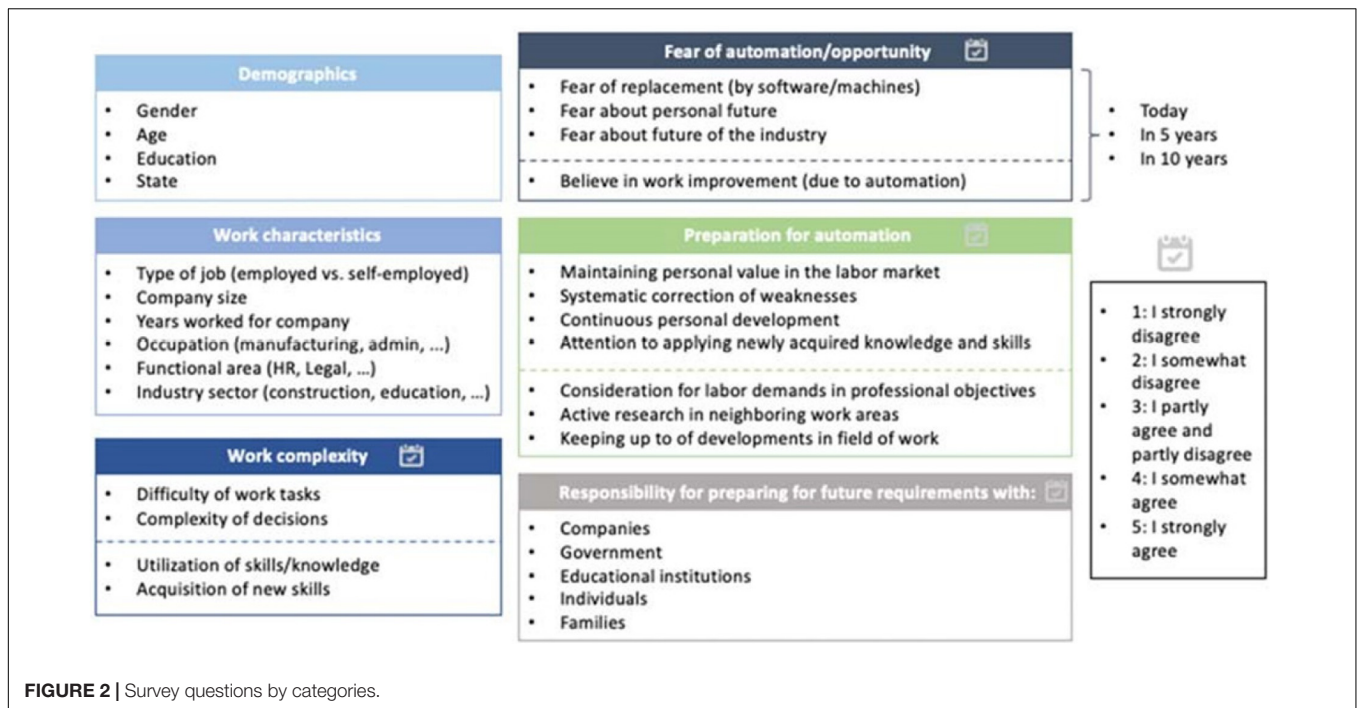 Demographics
• Gender
• Age
• Education
• State
Work characteristics
• Type of job (employed vs. self-employed)
• Company size
• Years worked for company
• Occupation (manufacturing, admin, ...)
• Functional area (HR, Legal, ...)
• Industry sector (construction, education, ...)
Work complexity
• Difficulty of work tasks
• Complexity of decisions
• Utilization of skills/knowledge
• Acquisition of new skills
Fear of automation/opportunity
• Fear of replacement (by software/machines)
• Fear about personal future
• Fear about future of the industry
• Believe in work improvement (due to automation)
• Today
• In 5 years
• In 10 years
Preparation for automation
• Maintaining personal value in the labor market
• Systematic correction of weaknesses
• Continuous personal development
• Attention to applying newly acquired knowledge and skills
• Consideration for labor demands in professional objectives
• Active research in neighboring work areas
• Keeping up to of developments in field of work
Responsibility for preparing for future requirements with:
• Companies
• Government
• Educational institutions
• Individuals
• Families
• 1: I strongly
disagree
• 2: I somewhat
disagree
• 3: I partly
agree and
partly disagree
• 4: I somewhat
agree
• 5: I strongly
agree
FIGURE 2 | Survey questions by categories.